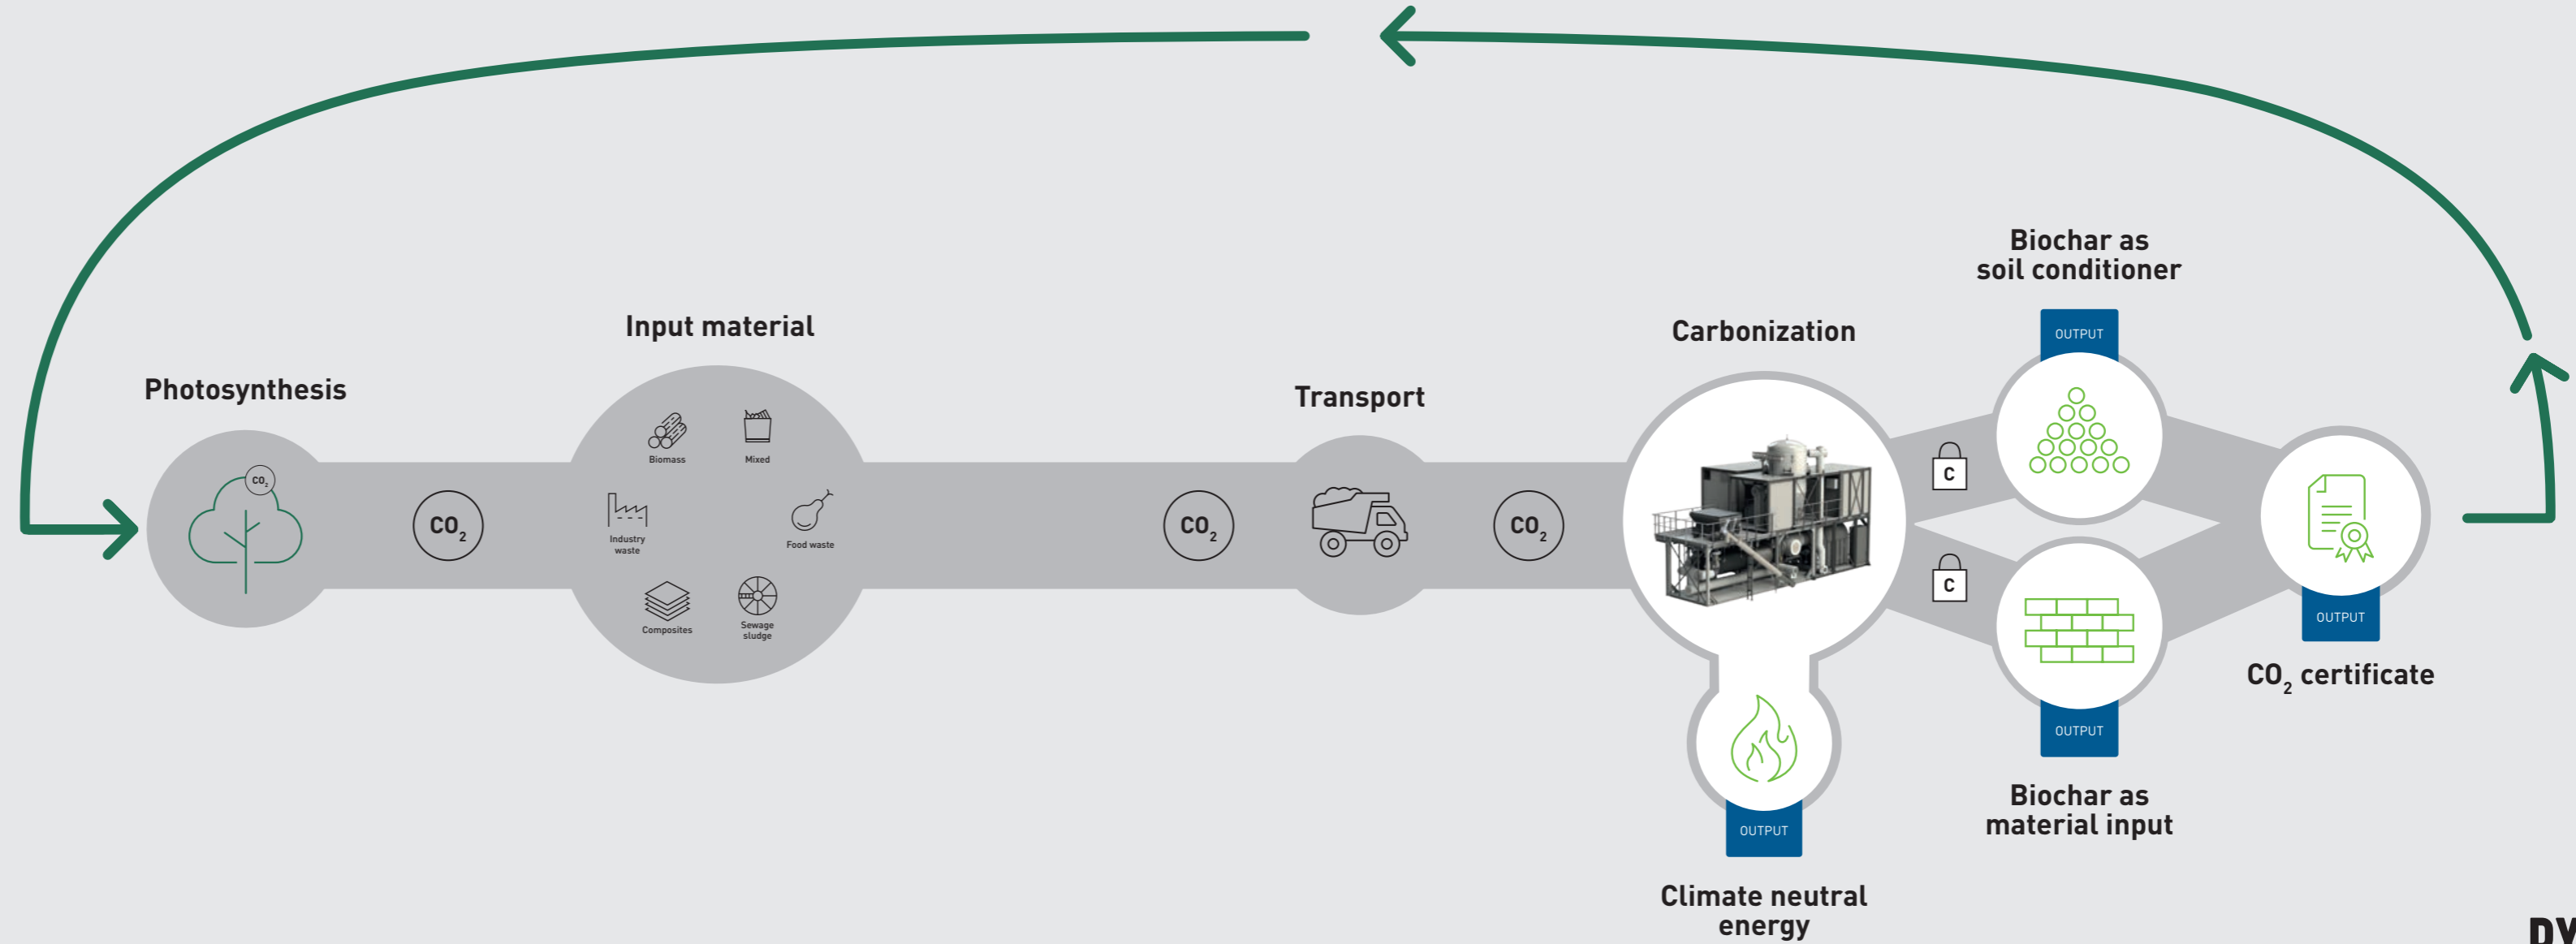 Photosynthesis
CO2
CO2
Input material
Biomass
Mixed
Industry
waste
Food waste
Composites
Sewage
sludge
CO2
Transport
CO2
Carbonization
C
C
Biochar as
soil conditioner
OUTPUT
OUTPUT
Biochar as
material input
OUTPUT
Climate neutral
energy
OUTPUT
CO2 certificate